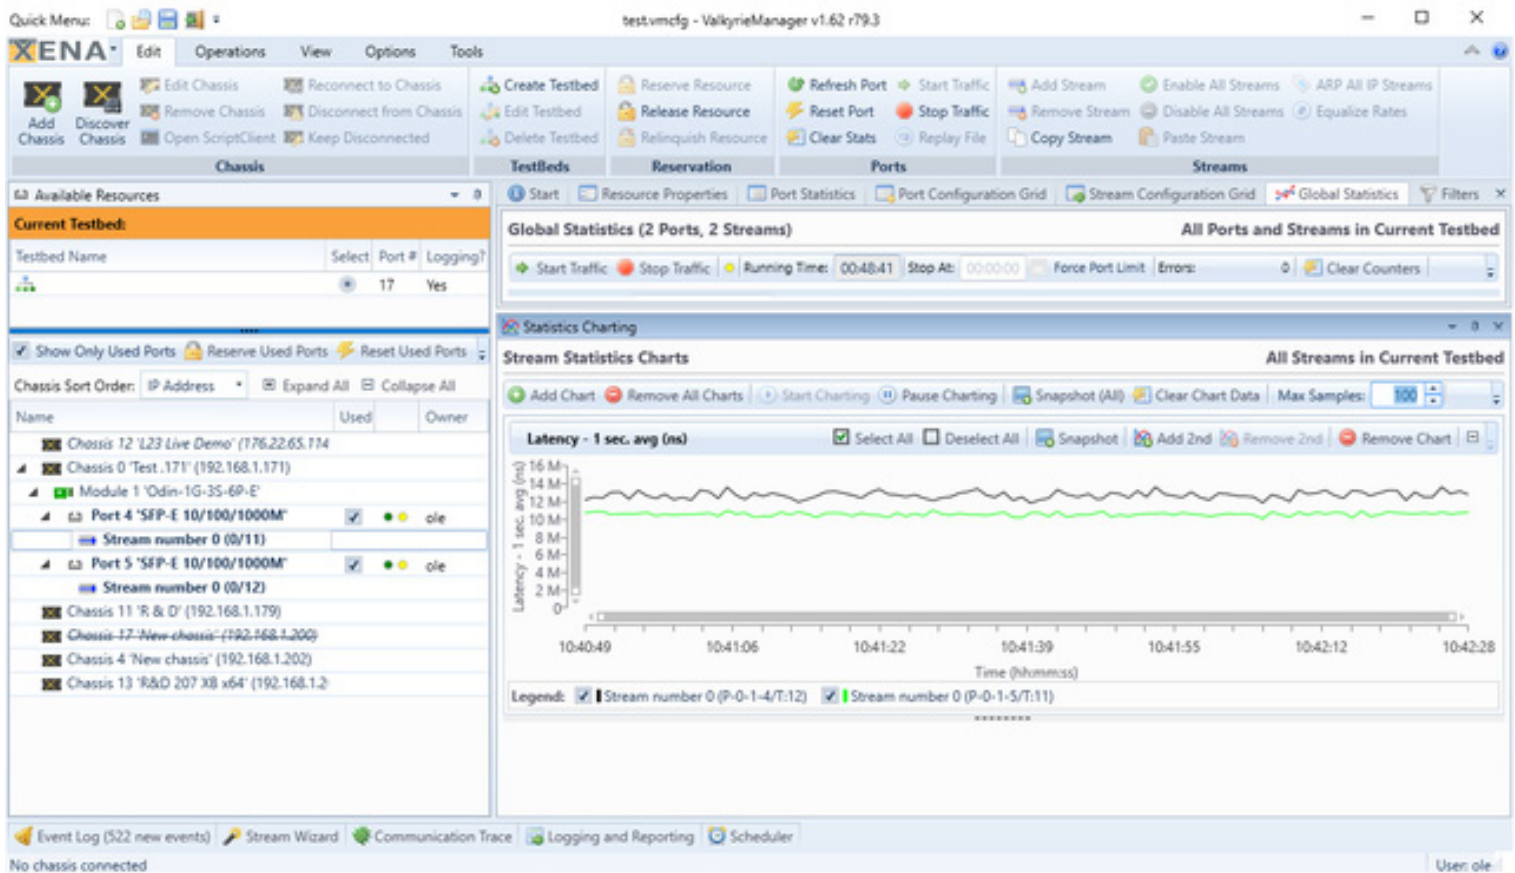 Quick Menu:
test.vmcfg - ValkyrieManager v1.62 r79.3
XENA Edit Operations View Options Tools
Edit Chassis Reconnect to Chassis Create Testbed Reserve Resource Refresh Port Start Traffic Add Stream Enable All Streams ARP All IP Streams
Remove Chassis Disconnect from Chassis Edit Testbed Release Resource Reset Port Stop Traffic Remove Stream Disable All Streams Equalize Rates
Add Chassis Discover Chassis Open ScriptClient Keep Disconnected Delete Testbed Relinquish Resource Clear Stats Replay File Copy Stream Paste Stream
Chassis TestBeds Reservation Ports Streams
Available Resources
Current Testbed:
Testbed Name Select Port # Logging?
17 Yes
Show Only Used Ports Reserve Used Ports Reset Used Ports
Chassis Sort Order: IP Address Expand All Collapse All
Name Used Owner
Chassis 12 'L23 Live Demo' (176.22.65.114
Chassis 0 'Test .171' (192.168.1.171)
Module 1 'Odin-1G-3S-6P-E'
Port 4 'SFP-E 10/100/1000M' ole
Stream number 0 (0/11)
Port 5 'SFP-E 10/100/1000M' ole
Stream number 0 (0/12)
Chassis 11 'R & D' (192.168.1.179)
Chassis 17 'New chassis' (192.168.1.200)
Chassis 4 'New chassis' (192.168.1.202)
Chassis 13 'R&D 207 XB x64' (192.168.1.2
Start Resource Properties Port Statistics Port Configuration Grid Stream Configuration Grid Global Statistics Filters
Global Statistics (2 Ports, 2 Streams) All Ports and Streams in Current Testbed
Start Traffic Stop Traffic Running Time: 00:48:41 Stop At: 00:00:00 Force Port Limit Errors: 0 Clear Counters
Statistics Charting
Stream Statistics Charts All Streams in Current Testbed
Add Chart Remove All Charts Start Charting Pause Charting Snapshot (All) Clear Chart Data Max Samples: 100
Latency - 1 sec. avg (ns) Select All Deselect All Snapshot Add 2nd Remove 2nd Remove Chart
Latency - 1 sec. avg (ns)
16 M
14 M
12 M
10 M
8 M
6 M
4 M
2 M
0
10:40:49 10:41:06 10:41:22 10:41:39 10:41:55 10:42:12 10:42:28
Time (hh:mm:ss)
Legend: Stream number 0 (P-0-1-4/T:12) Stream number 0 (P-0-1-5/T:11)
Event Log (522 new events) Stream Wizard Communication Trace Logging and Reporting Scheduler
No chassis connected User: ole